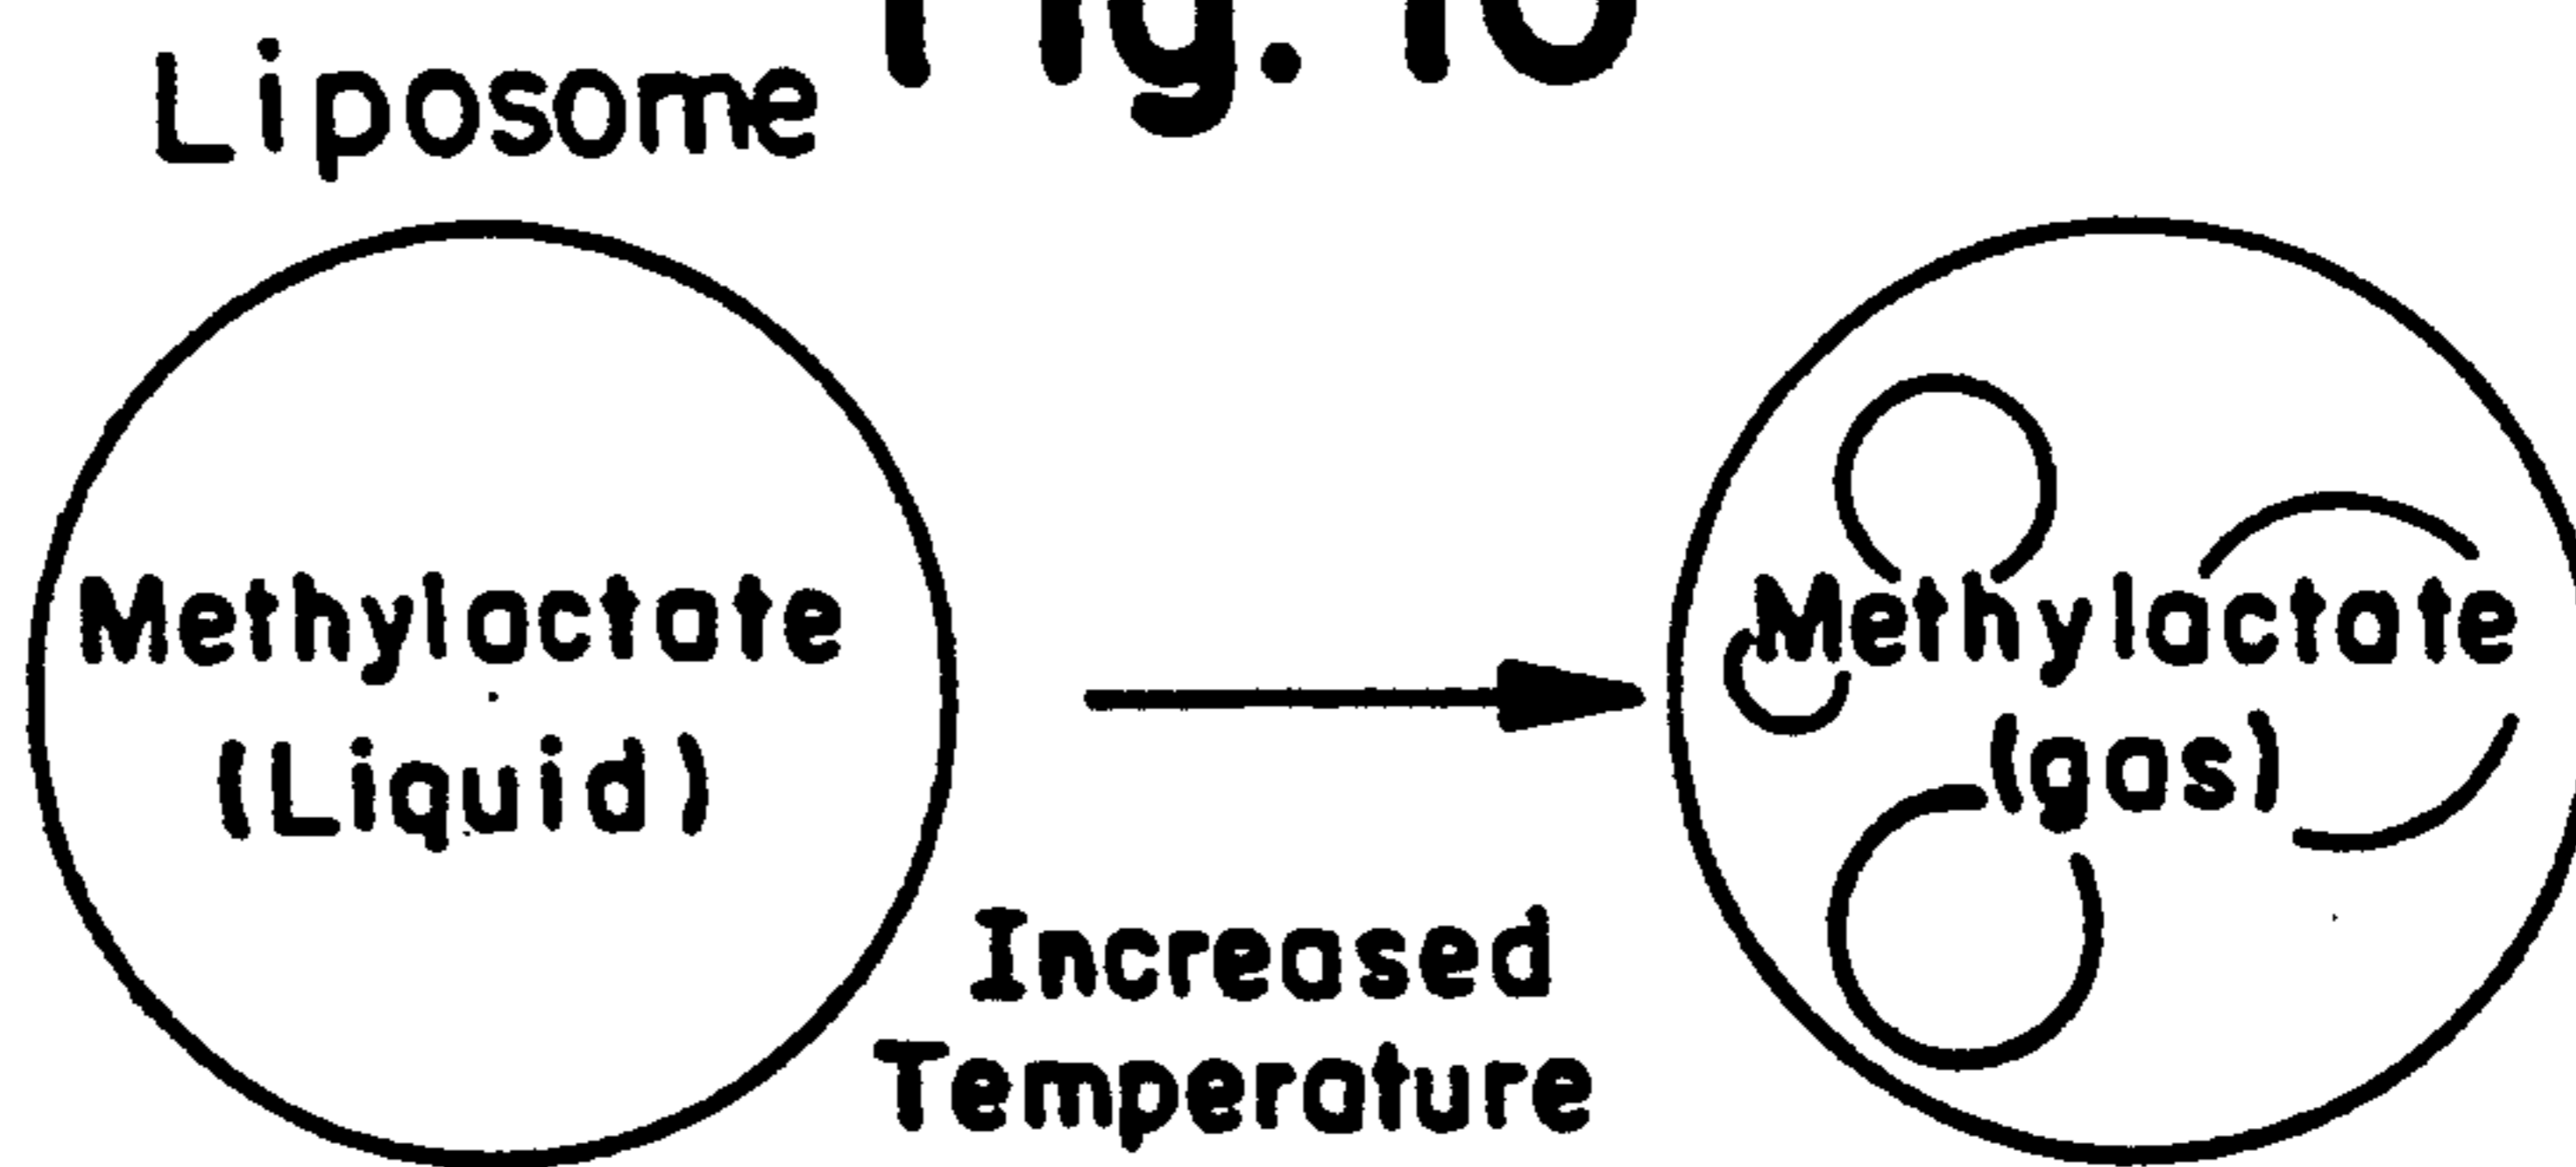 Fig. 10
Liposome
Methylactate
(Liquid)
Increased
Temperature
Methylactate
(gas)